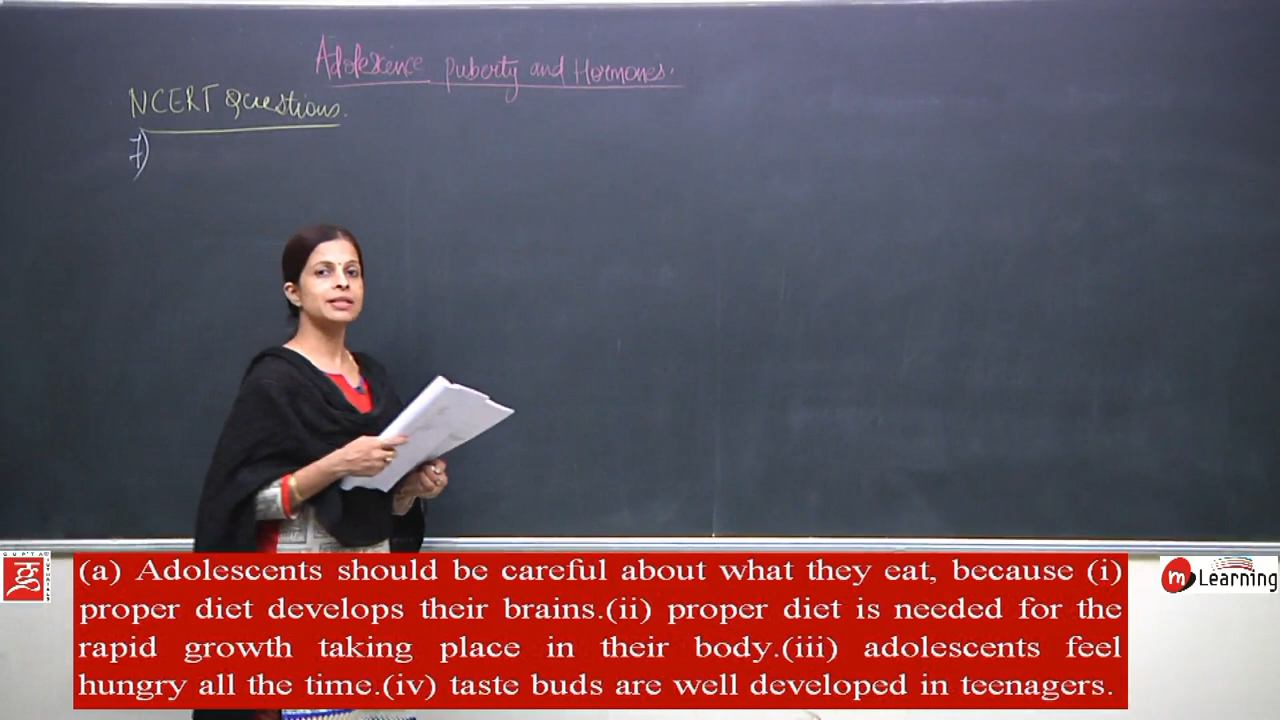 Adolescence puberty and Hormones.
NCERT Questions.
7)
GUPTA
(a) Adolescents should be careful about what they eat, because (i)
proper diet develops their brains.(ii) proper diet is needed for the
rapid growth taking place in their body.(iii) adolescents feel
hungry all the time.(iv) taste buds are well developed in teenagers.
m Learning